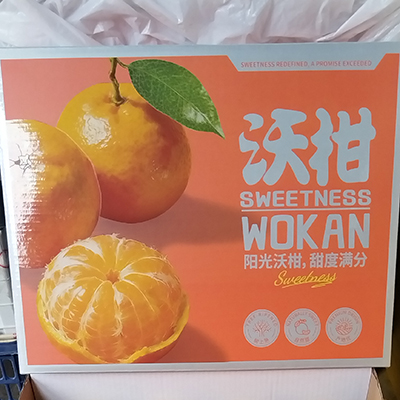 SWEETNESS REDEFINED, A PROMISE EXCEEDED
沃柑
SWEETNESS
WOKAN
阳光沃柑,甜度满分
Sweetness